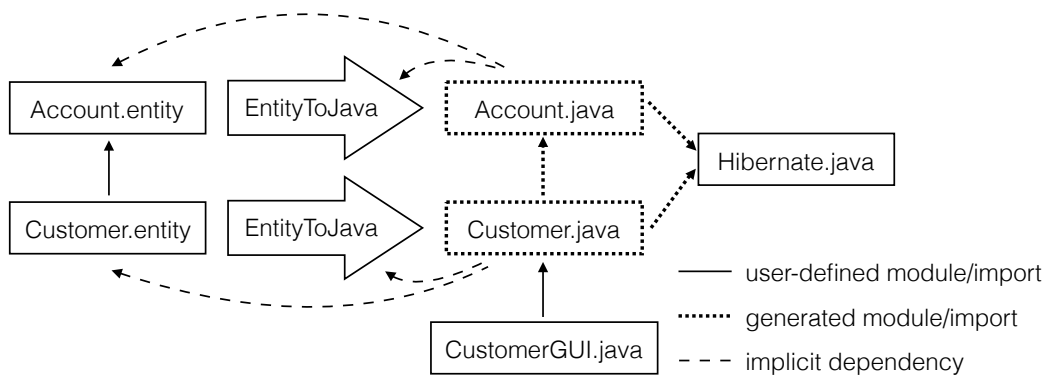 Account.entity
EntityToJava
Account.java
Hibernate.java
Customer.entity
EntityToJava
Customer.java
CustomerGUI.java
user-defined module/import
generated module/import
implicit dependency